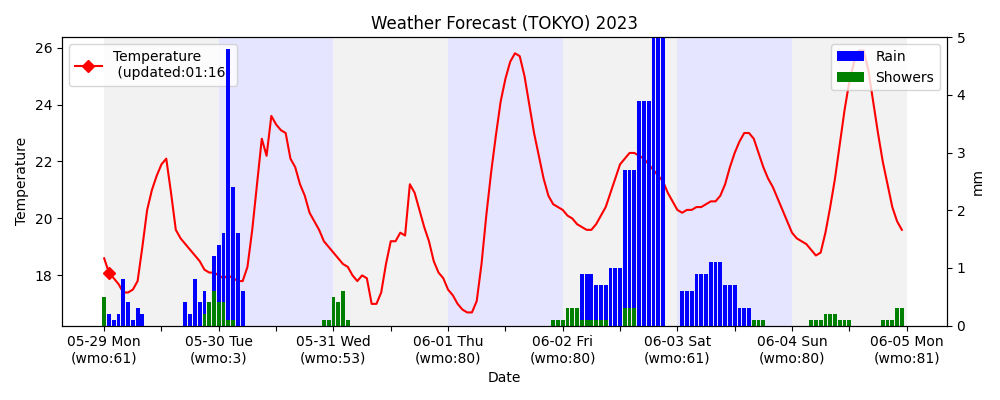 Weather Forecast (TOKYO) 2023
Temperature
(updated:01:16
Rain
Showers
26
24
22
20
18
Temperature
5
4
3
2
1
0
mm
05-29 Mon
(wmo:61)
05-30 Tue
(wmo:3)
05-31 Wed
(wmo:53)
06-01 Thu
(wmo:80)
06-02 Fri
(wmo:80)
06-03 Sat
(wmo:61)
06-04 Sun
(wmo:80)
06-05 Mon
(wmo:81)
Date